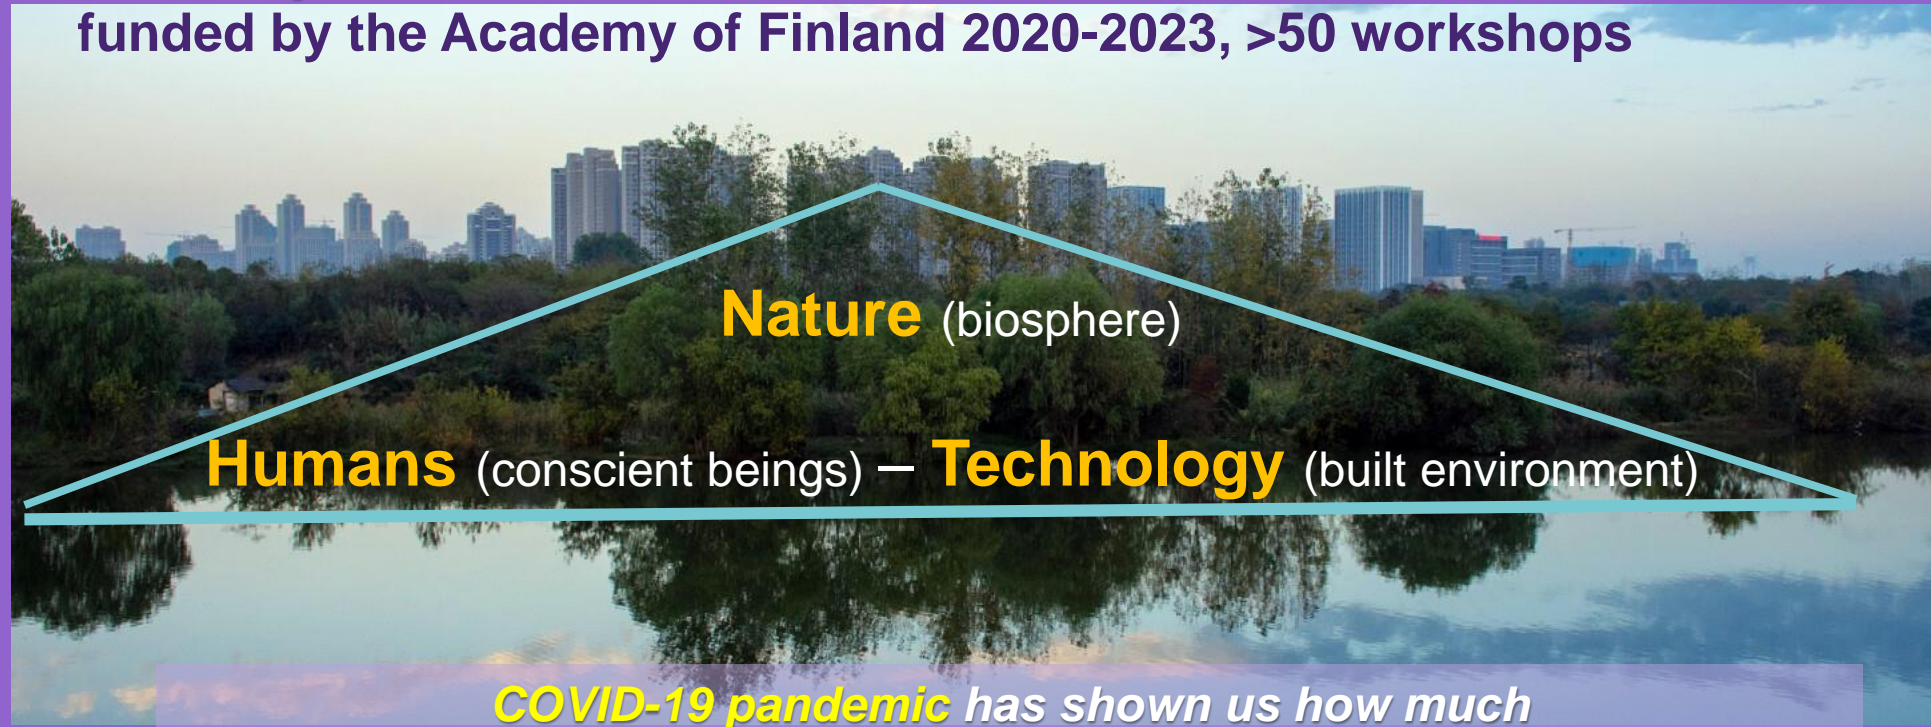 funded by the Academy of Finland 2020-2023, >50 workshops
Nature (biosphere)
Humans (conscient beings) – Technology (built environment)
COVID-19 pandemic has shown us how much